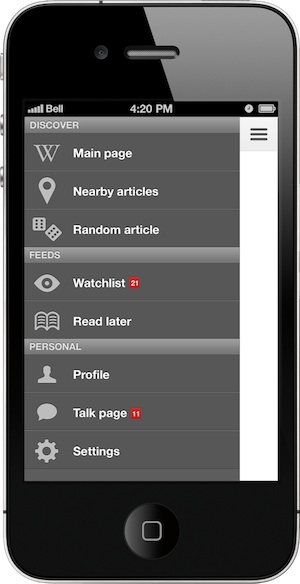 Bell 4:20 PM
DISCOVER
W Main page
Nearby articles
Random article
FEEDS
Watchlist 21
Read later
PERSONAL
Profile
Talk page 11
Settings